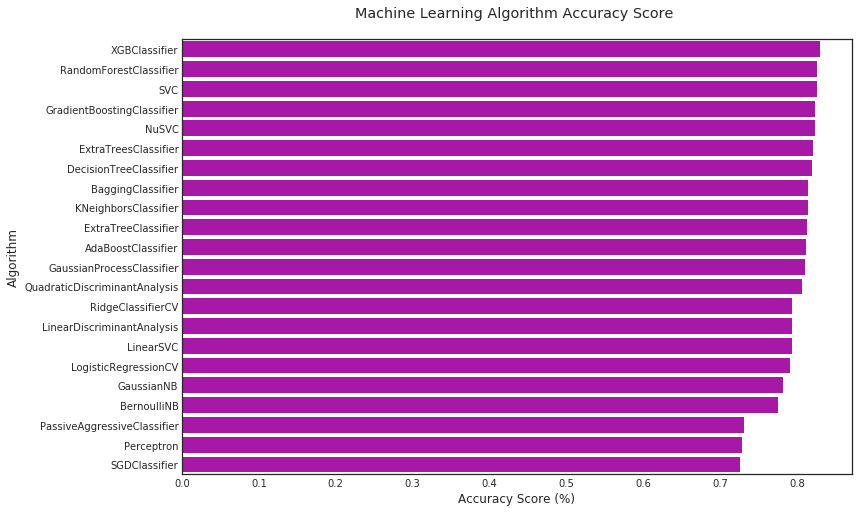 Machine Learning Algorithm Accuracy Score
Algorithm
XGBClassifier
RandomForestClassifier
SVC
GradientBoostingClassifier
NuSVC
ExtraTreesClassifier
DecisionTreeClassifier
BaggingClassifier
KNeighborsClassifier
ExtraTreeClassifier
AdaBoostClassifier
GaussianProcessClassifier
QuadraticDiscriminantAnalysis
RidgeClassifierCV
LinearDiscriminantAnalysis
LinearSVC
LogisticRegressionCV
GaussianNB
BernoulliNB
PassiveAggressiveClassifier
Perceptron
SGDClassifier
0.0 0.1 0.2 0.3 0.4 0.5 0.6 0.7 0.8
Accuracy Score (%)